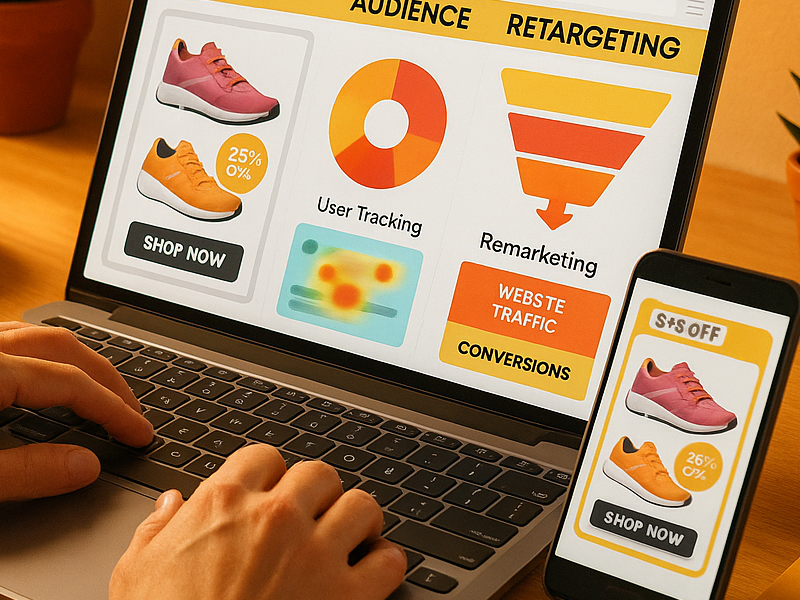 AUDIENCE RETARGETING
25%
O%
SHOP NOW
User Tracking
Remarketing
WEBSTE
TRAFFIC
CONVERSIONS
S+S OFF
26%
SHOP NOW